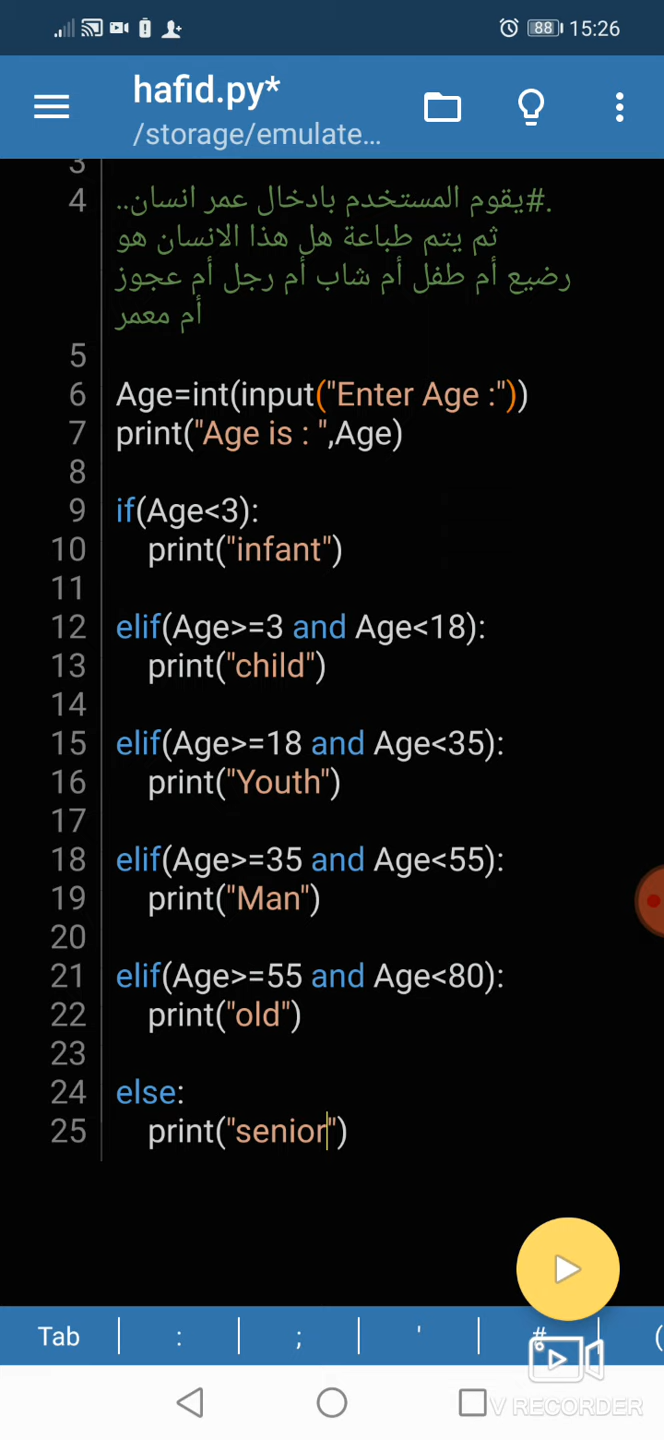 88 15:26
hafid.py*
/storage/emulate...
3
4 #يقوم المستخدم بادخال عمر انسان..
ثم يتم طباعة هل هذا الانسان هو
رضيع أم طفل أم شاب أم رجل أم عجوز
أم معمر
5
6 Age=int(input("Enter Age :"))
7 print("Age is : ",Age)
8
9 if(Age<3):
10 print("infant")
11
12 elif(Age>=3 and Age<18):
13 print("child")
14
15 elif(Age>=18 and Age<35):
16 print("Youth")
17
18 elif(Age>=35 and Age<55):
19 print("Man")
20
21 elif(Age>=55 and Age<80):
22 print("old")
23
24 else:
25 print("senior")
Tab : ; ' # (
V RECORDER